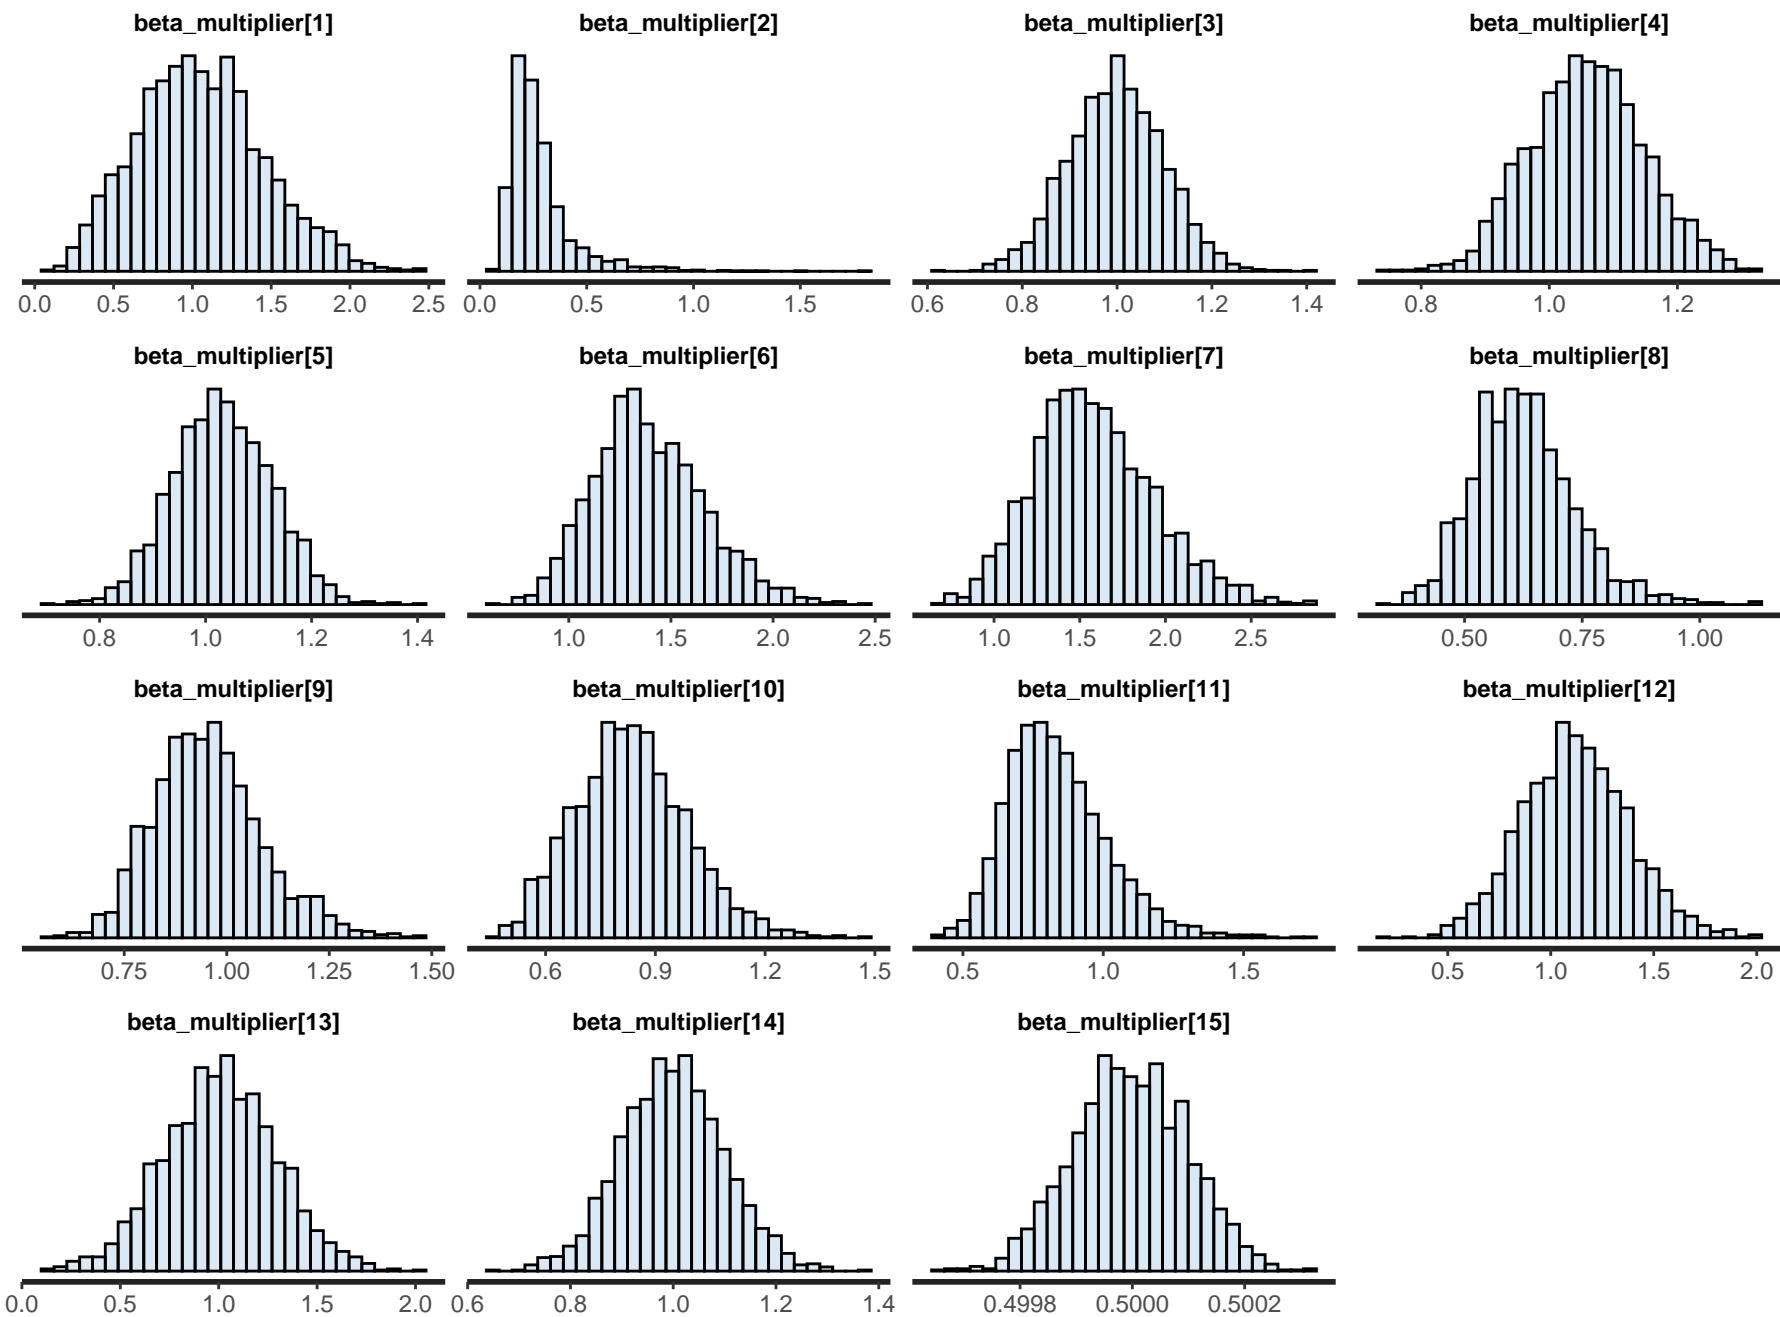 beta_multiplier[1] beta_multiplier[2] beta_multiplier[3] beta_multiplier[4]
0.0 0.5 1.0 1.5 2.0 2.5 0.0 0.5 1.0 1.5 0.6 0.8 1.0 1.2 1.4 0.8 1.0 1.2
beta_multiplier[5] beta_multiplier[6] beta_multiplier[7] beta_multiplier[8]
0.8 1.0 1.2 1.4 1.0 1.5 2.0 2.5 1.0 1.5 2.0 2.5 0.50 0.75 1.00
beta_multiplier[9] beta_multiplier[10] beta_multiplier[11] beta_multiplier[12]
0.75 1.00 1.25 1.50 0.6 0.9 1.2 1.5 0.5 1.0 1.5 0.5 1.0 1.5 2.0
beta_multiplier[13] beta_multiplier[14] beta_multiplier[15]
0.0 0.5 1.0 1.5 2.0 0.6 0.8 1.0 1.2 1.4 0.4998 0.5000 0.5002